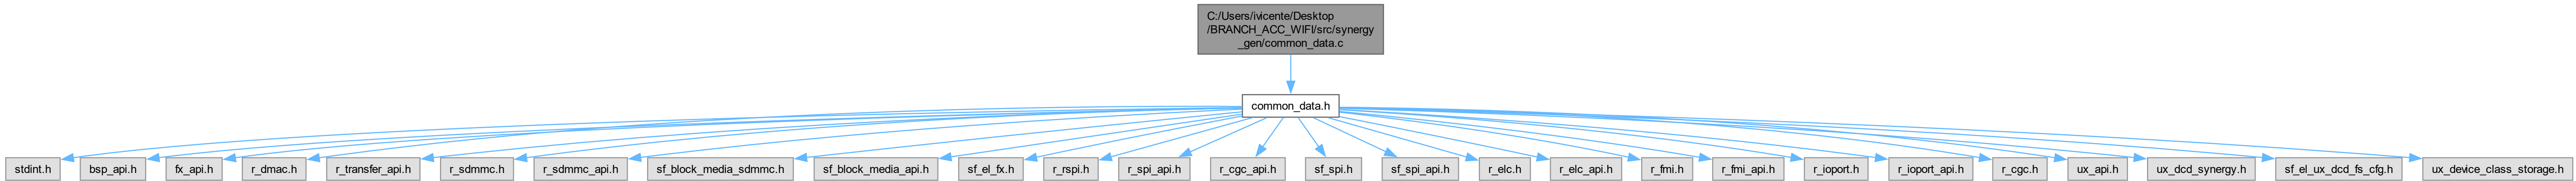 C:/Users/ivicente/Desktop
/BRANCH_ACC_WIFI/src/synergy
_gen/common_data.c
common_data.h
stdint.h
bsp_api.h
fx_api.h
r_dmac.h
r_transfer_api.h
r_sdmmc.h
r_sdmmc_api.h
sf_block_media_sdmmc.h
sf_block_media_api.h
sf_el_fx.h
r_rspi.h
r_spi_api.h
r_cgc_api.h
sf_spi.h
sf_spi_api.h
r_elc.h
r_elc_api.h
r_fmi.h
r_fmi_api.h
r_ioport.h
r_ioport_api.h
r_cgc.h
ux_api.h
ux_dcd_synergy.h
sf_el_ux_dcd_fs_cfg.h
ux_device_class_storage.h